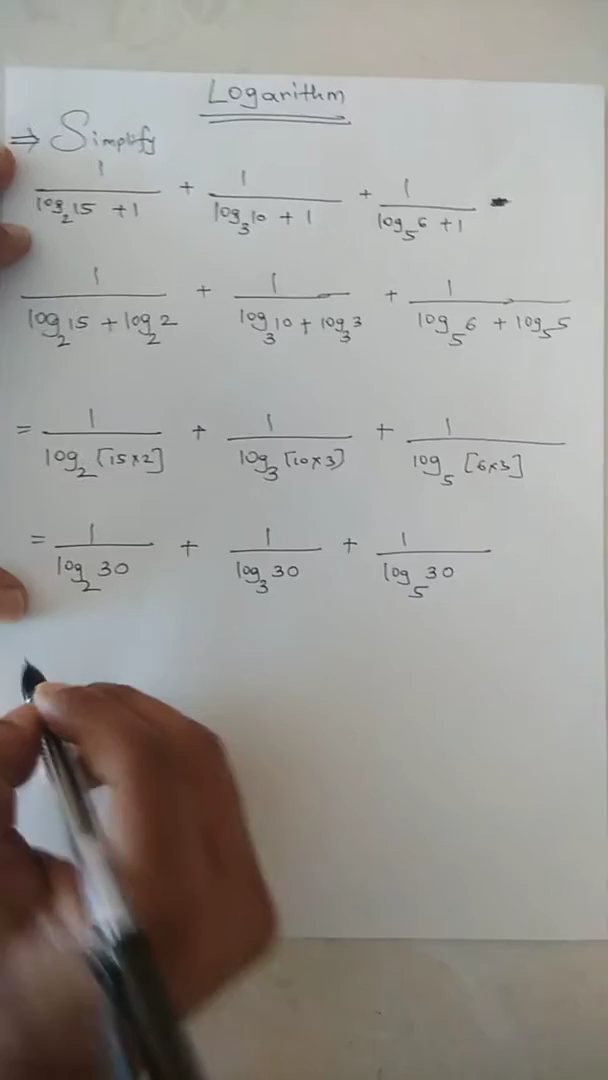 Logarithm
⇒ Simplify
1/(log₂15 + 1) + 1/(log₃10 + 1) + 1/(log₅6 + 1)
1/(log₂15 + log₂2) + 1/(log₃10 + log₃3) + 1/(log₅6 + log₅5)
= 1/(log₂[15×2]) + 1/(log₃[10×3]) + 1/(log₅[6×3])
= 1/(log₂30) + 1/(log₃30) + 1/(log₅30)